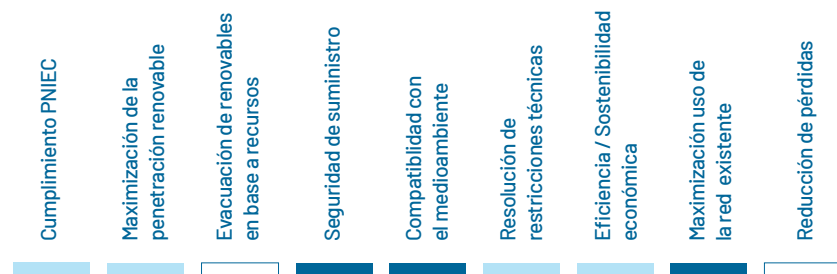 Cumplimiento PNIEC
Maximización de la
penetración renovable
Evacuación de renovables
en base a recursos
Seguridad de suministro
Compatiblidad con
el medioambiente
Resolución de
restricciones técnicas
Eficiencia / Sostenibilidad
económica
Maximización uso de
la red existente
Reducción de pérdidas